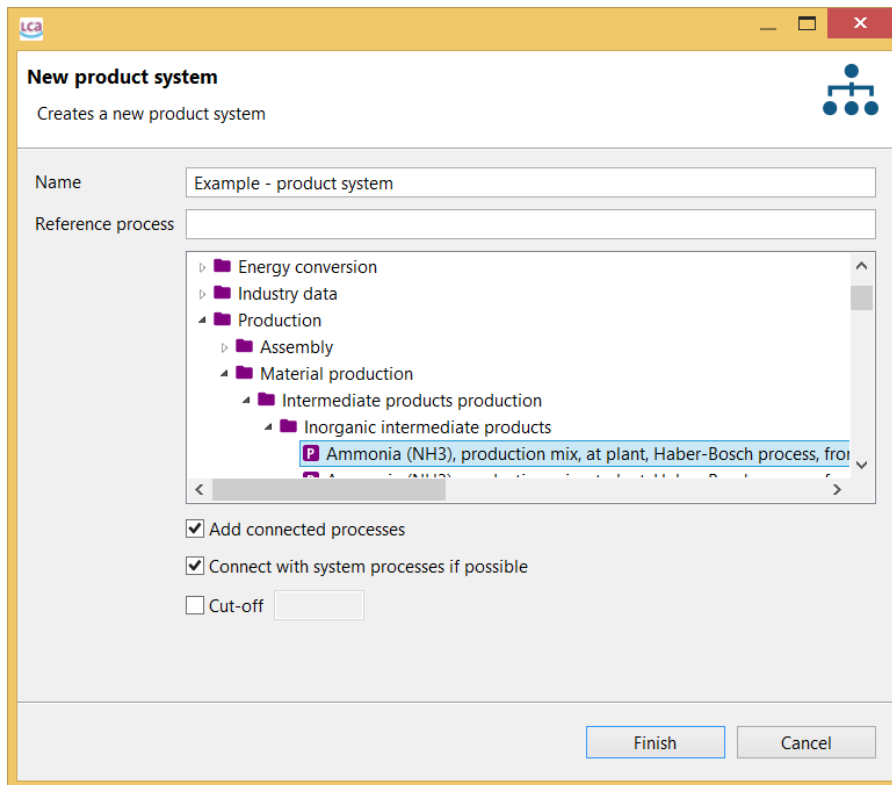 LCA
New product system
Creates a new product system
Name
Example - product system
Reference process
Energy conversion
Industry data
Production
Assembly
Material production
Intermediate products production
Inorganic intermediate products
P Ammonia (NH3), production mix, at plant, Haber-Bosch process, fro
Add connected processes
Connect with system processes if possible
Cut-off
Finish Cancel